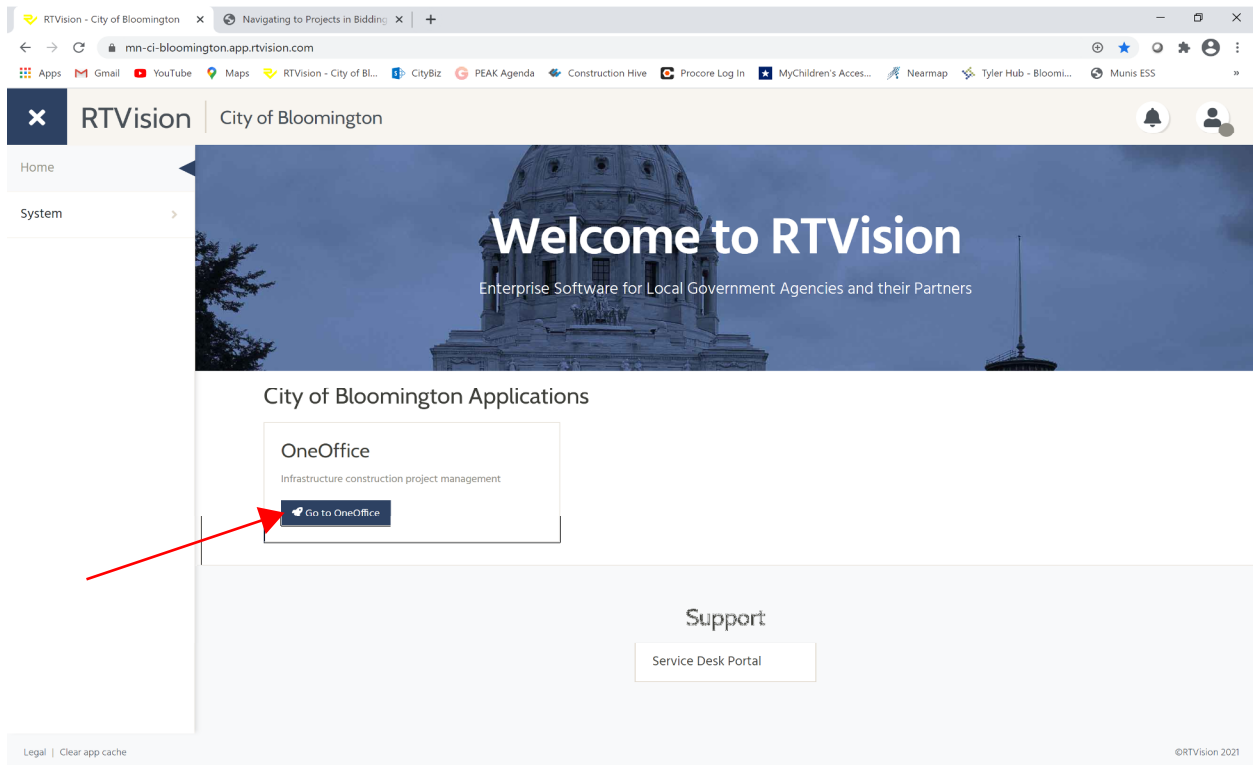 RTVision - City of Bloomington
Navigating to Projects in Bidding
mn-ci-bloomington.app.rtvision.com
Apps Gmail YouTube Maps RTVision - City of Bl... CityBiz PEAK Agenda Construction Hive Procore Log In MyChildren's Acces... Nearmap Tyler Hub - Bloomi... Munis ESS »
RTVision City of Bloomington
Home
System
Welcome to RTVision
Enterprise Software for Local Government Agencies and their Partners
City of Bloomington Applications
OneOffice
Infrastructure construction project management
Go to OneOffice
Support
Service Desk Portal
Legal | Clear app cache
©RTVision 2021